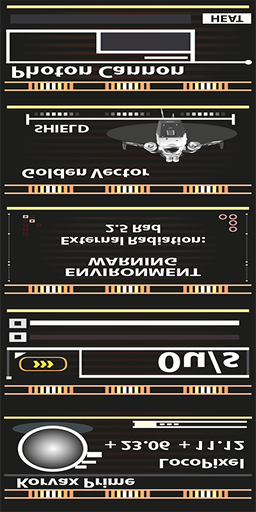 Korvax Prime
LocoPixel
+ 23.06 + 11.12
0u/s
ENVIRONMENT
WARNING
External Radiation:
2.5 Rad
Golden Vector
SHIELD
Photon Cannon
HEAT